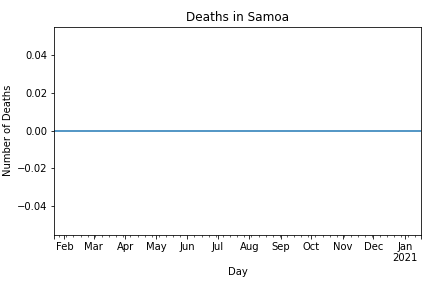 Deaths in Samoa
Number of Deaths
0.04
0.02
0.00
−0.02
−0.04
Feb Mar Apr May Jun Jul Aug Sep Oct Nov Dec Jan
2021
Day